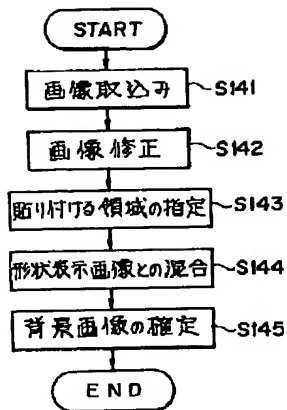 START
画像取込み ~S141
画像修正 ~S142
貼り付ける領域の指定 ~S143
形状表示画像との混合 ~S144
背景画像の確定 ~S145
END